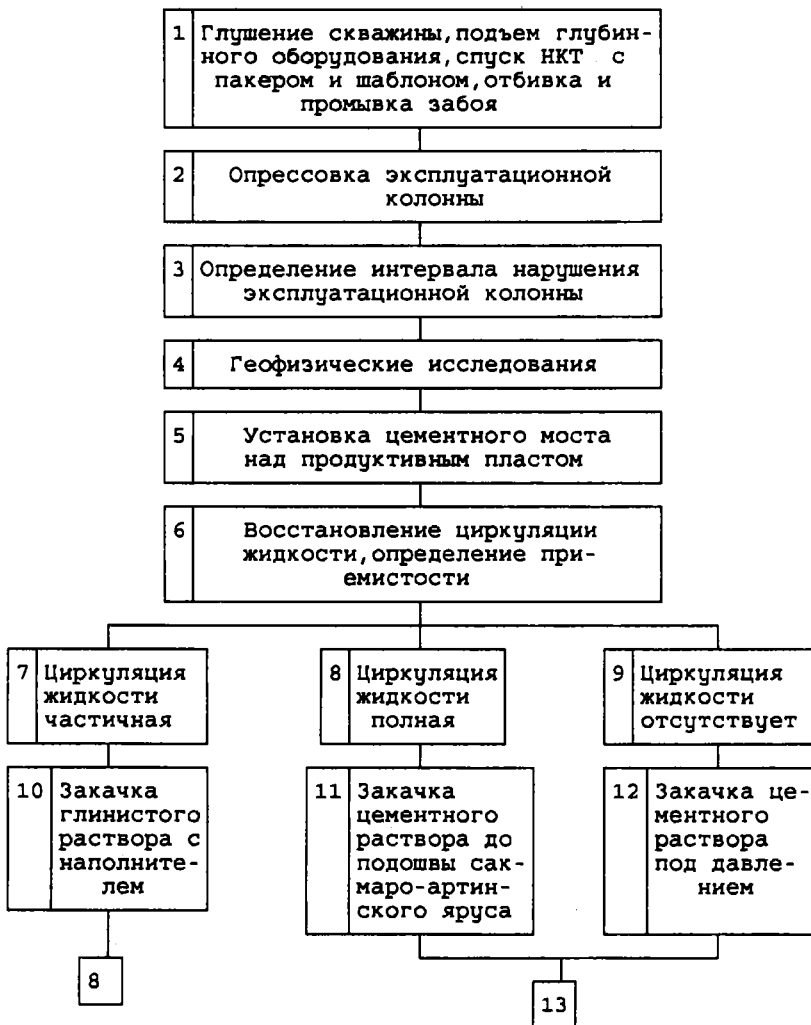 1 Глушение скважины,подъем глубин-
ного оборудования,спуск НКТ с
пакером и шаблоном,отбивка и
промывка забоя
2 Опрессовка эксплуатационной
колонны
3 Определение интервала нарушения
эксплуатационной колонны
4 Геофизические исследования
5 Установка цементного моста
над продуктивным пластом
6 Восстановление циркуляции
жидкости,определение при-
емистости
7 Циркуляция
жидкости
частичная
8 Циркуляция
жидкости
полная
9 Циркуляция
жидкости
отсутствует
10 Закачка
глинистого
раствора с
наполните-
лем
11 Закачка
цементного
раствора до
подошвы сак-
маро-артин-
ского яруса
12 Закачка це-
ментного
раствора
под давле-
нием
8
13